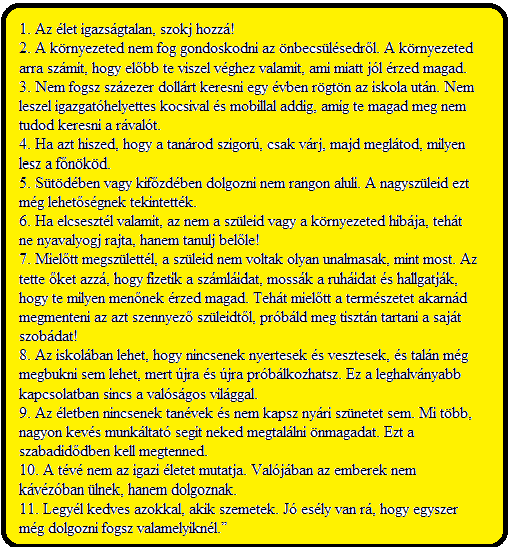 1. Az élet igazságtalan, szokj hozzá!
2. A környezeted nem fog gondoskodni az önbecsülésedről. A környezeted
arra számít, hogy előbb te viszel véghez valamit, ami miatt jól érzed magad.
3. Nem fogsz százezer dollárt keresni egy évben rögtön az iskola után. Nem
leszel igazgatóhelyettes kocsival és mobillal addig, amig te magad meg nem
tudod keresni a rávalót.
4. Ha azt hiszed, hogy a tanárod szigorú, csak várj, majd meglátod, milyen
lesz a főnököd.
5. Sütödében vagy kifőzdében dolgozni nem rangon aluli. A nagyszüleid ezt
még lehetőségnek tekintették.
6. Ha elcsesztél valamit, az nem a szüleid vagy a környezeted hibája, tehát
ne nyavalyogj rajta, hanem tanulj belőle!
7. Mielőtt megszülettél, a szüleid nem voltak olyan unalmasak, mint most. Az
tette őket azzá, hogy fizetik a számláidat, mossák a ruháidat és hallgatják,
hogy te milyen menőnek érzed magad. Tehát mielőtt a természetet akarnád
megmenteni az azt szennyező szüleidtől, próbáld meg tisztán tartani a saját
szobádat!
8. Az iskolában lehet, hogy nincsenek nyertesek és vesztesek, és talán még
megbukni sem lehet, mert újra és újra próbálkozhatsz. Ez a leghalványabb
kapcsolatban sincs a valóságos világgal.
9. Az életben nincsenek tanévek és nem kapsz nyári szünetet sem. Mi több,
nagyon kevés munkáltató segit neked megtalálni önmagadat. Ezt a
szabadidődben kell megtenned.
10. A tévé nem az igazi életet mutatja. Valójában az emberek nem
kávézóban ülnek, hanem dolgoznak.
11. Legyél kedves azokkal, akik szemetek. Jó esély van rá, hogy egyszer
még dolgozni fogsz valamelyiknél.”